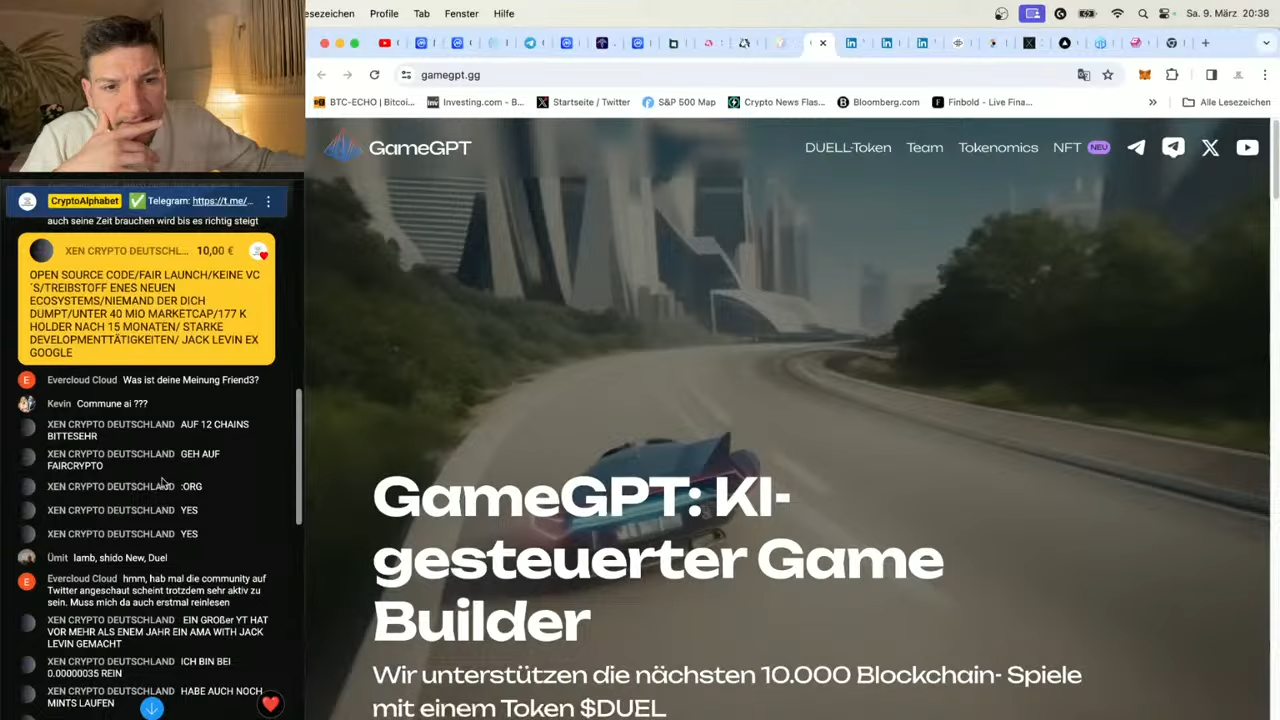 esezeichen Profile Tab Fenster Hilfe
Sa. 9. März 20:38
gamegpt.gg
BTC-ECHO | Bitcoi...
Investing.com - B...
Startseite / Twitter
S&P 500 Map
Crypto News Flas...
Bloomberg.com
Finbold - Live Fina...
»
Alle Lesezeichen
GameGPT
DUELL-Token Team Tokenomics NFT NEU
GameGPT: KI-
gesteuerter Game
Builder
Wir unterstützen die nächsten 10.000 Blockchain- Spiele
mit einem Token $DUEL
CryptoAlphabet ✅ Telegram: https://t.me/...
auch seine Zeit brauchen wird bis es richtig steigt
XEN CRYPTO DEUTSCHL... 10,00 €
OPEN SOURCE CODE/FAIR LAUNCH/KEINE VC
´S/TREIBSTOFF ENES NEUEN
ECOSYSTEMS/NIEMAND DER DICH
DUMPT/UNTER 40 MIO MARKETCAP/177 K
HOLDER NACH 15 MONATEN/ STARKE
DEVELOPMENTTÄTIGKEITEN/ JACK LEVIN EX
GOOGLE
E Evercloud Cloud Was ist deine Meinung Friend3?
Kevin Commune ai ???
XEN CRYPTO DEUTSCHLAND AUF 12 CHAINS
BITTESEHR
XEN CRYPTO DEUTSCHLAND GEH AUF
FAIRCRYPTO
XEN CRYPTO DEUTSCHLAND :ORG
XEN CRYPTO DEUTSCHLAND YES
XEN CRYPTO DEUTSCHLAND YES
Ümit Iamb, shido New, Duel
E Evercloud Cloud hmm, hab mal die community auf
Twitter angeschaut scheint trotzdem sehr aktiv zu
sein. Muss mich da auch erstmal reinlesen
XEN CRYPTO DEUTSCHLAND EIN GROßer YT HAT
VOR MEHR ALS ENEM JAHR EIN AMA WITH JACK
LEVIN GEMACHT
XEN CRYPTO DEUTSCHLAND ICH BIN BEI
0.00000035 REIN
XEN CRYPTO DEUTSCHLAND HABE AUCH NOCH
MINTS LAUFEN